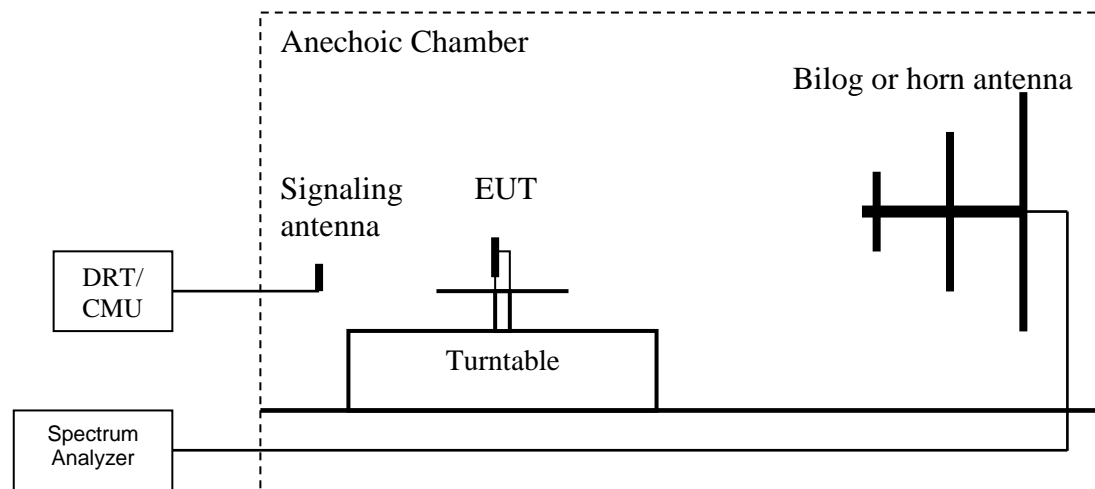 Anechoic Chamber
Bilog or horn antenna
Signaling
antenna
EUT
DRT/
CMU
Turntable
Spectrum
Analyzer